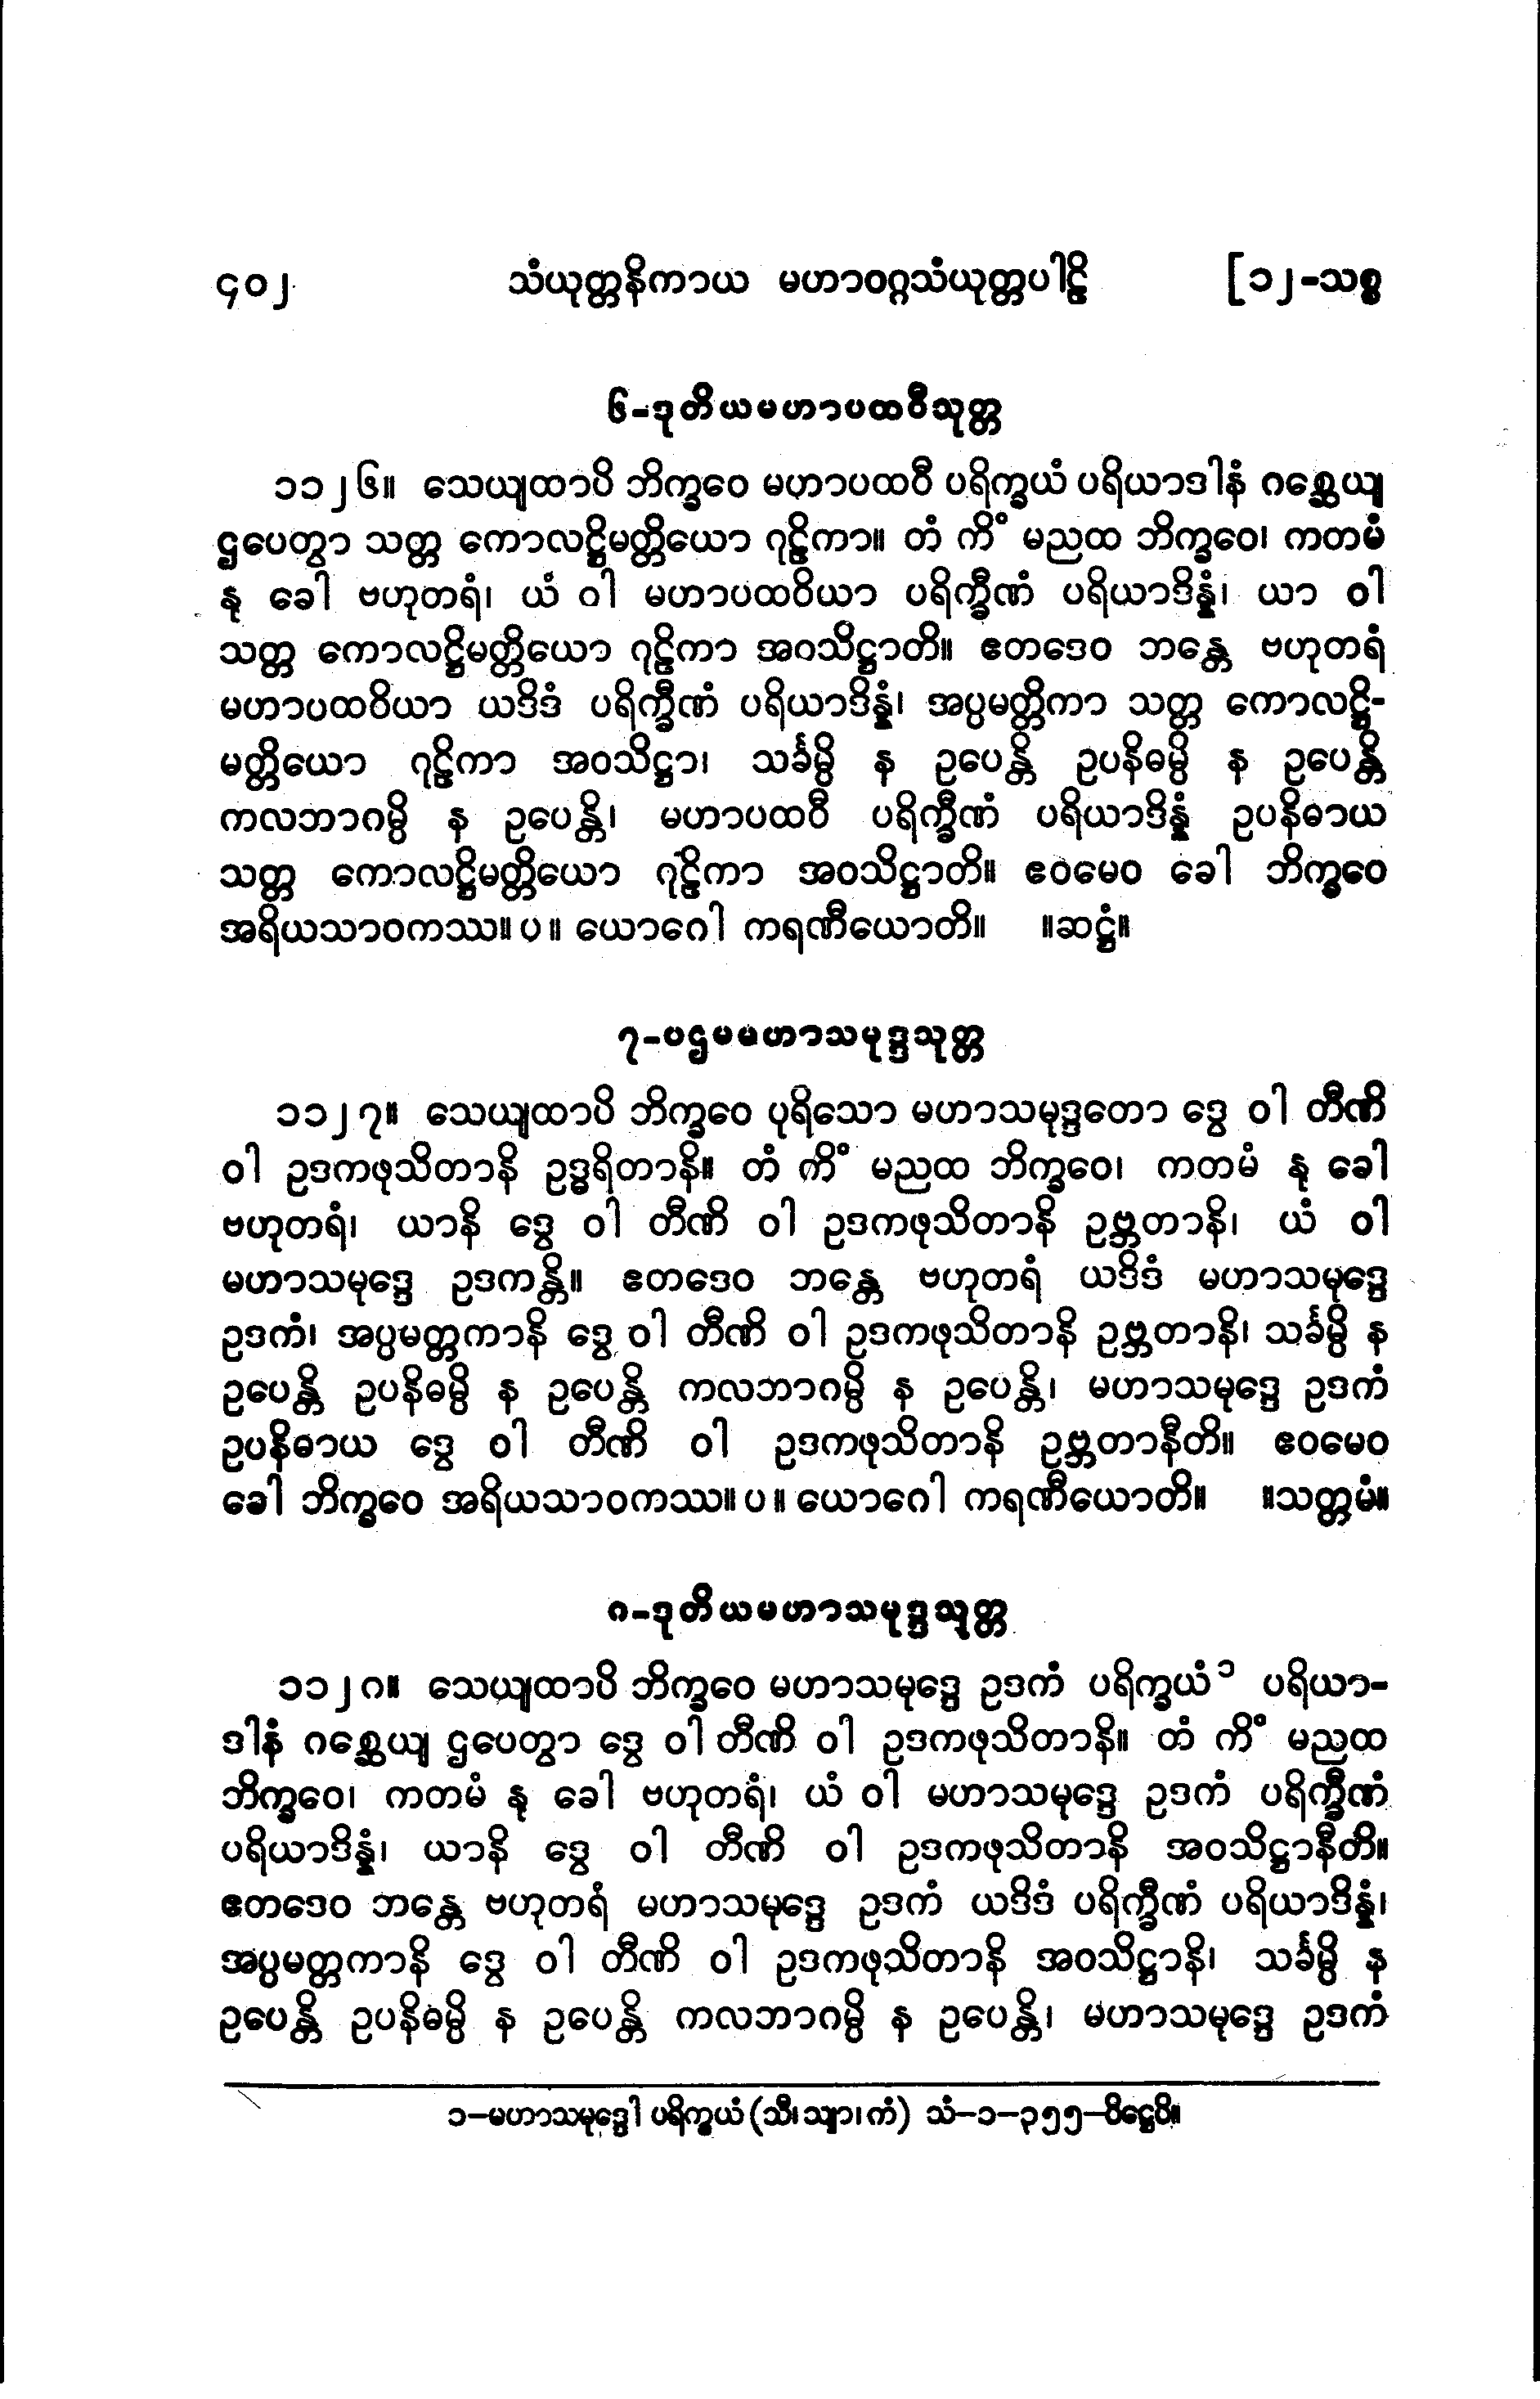 ၄၀၂ သံယုတ္တနိကာယ မဟာဝဂ္ဂသံယုတ္တပါဠိ [၁၂-သစ္စ
၆-ဒုတိယမဟာပထဝီသုတ္တ
၁၁၂၆။ သေယျထာပိ ဘိက္ခဝေ မဟာပထဝီ ပရိက္ခယံ ပရိယာဒါနံ ဂစ္ဆေယျ
ဌပေတွာ သတ္တ ကောလဋ္ဌိမတ္တိယော ဂုဠိကာ။ တံ ကိံ မညထ ဘိက္ခဝေ၊ ကတမံ
နု ခေါ ဗဟုတရံ၊ ယံ ဝါ မဟာပထဝိယာ ပရိက္ခီဏံ ပရိယာဒိန္နံ၊ ယာ ဝါ
သတ္တ ကောလဋ္ဌိမတ္တိယော ဂုဠိကာ အဝသိဋ္ဌာတိ။ ဧတဒေဝ ဘန္တေ ဗဟုတရံ
မဟာပထဝိယာ ယဒိဒံ ပရိက္ခီဏံ ပရိယာဒိန္နံ၊ အပ္ပမတ္တိကာ သတ္တ ကောလဋ္ဌိ-
မတ္တိယော ဂုဠိကာ အဝသိဋ္ဌာ၊ သင်္ခမ္ပိ န ဥပေန္တိ ဥပနိဓမ္ပိ န ဥပေန္တိ
ကလဘာဂမ္ပိ န ဥပေန္တိ၊ မဟာပထဝီ ပရိက္ခီဏံ ပရိယာဒိန္နံ ဥပနိဓာယ
သတ္တ ကောလဋ္ဌိမတ္တိယော ဂုဠိကာ အဝသိဋ္ဌာတိ။ ဧဝမေဝ ခေါ ဘိက္ခဝေ
အရိယသာဝကဿ။ ပ။ ယောဂေါ ကရဏီယောတိ။ ။ဆဋ္ဌံ။
၇-ပဌမမဟာသမုဒ္ဒသုတ္တ
၁၁၂၇။ သေယျထာပိ ဘိက္ခဝေ ပုရိသော မဟာသမုဒ္ဒတော ဒွေ ဝါ တီဏိ
ဝါ ဥဒကဖုသိတာနိ ဥဒ္ဓရိတာနိ။ တံ ကိံ မညထ ဘိက္ခဝေ၊ ကတမံ နု ခေါ
ဗဟုတရံ၊ ယာနိ ဒွေ ဝါ တီဏိ ဝါ ဥဒကဖုသိတာနိ ဥဗ္ဘတာနိ၊ ယံ ဝါ
မဟာသမုဒ္ဒေ ဥဒကန္တိ။ ဧတဒေဝ ဘန္တေ ဗဟုတရံ ယဒိဒံ မဟာသမုဒ္ဒေ
ဥဒကံ၊ အပ္ပမတ္တကာနိ ဒွေ ဝါ တီဏိ ဝါ ဥဒကဖုသိတာနိ ဥဗ္ဘတာနိ၊ သင်္ခမ္ပိ န
ဥပေန္တိ ဥပနိဓမ္ပိ န ဥပေန္တိ ကလဘာဂမ္ပိ န ဥပေန္တိ၊ မဟာသမုဒ္ဒေ ဥဒကံ
ဥပနိဓာယ ဒွေ ဝါ တီဏိ ဝါ ဥဒကဖုသိတာနိ ဥဗ္ဘတာနီတိ။ ဧဝမေဝ
ခေါ ဘိက္ခဝေ အရိယသာဝကဿ။ ပ။ ယောဂေါ ကရဏီယောတိ။ ။သတ္တမံ။
၈-ဒုတိယမဟာသမုဒ္ဒသုတ္တ
၁၁၂၈။ သေယျထာပိ ဘိက္ခဝေ မဟာသမုဒ္ဒေ ဥဒကံ ပရိက္ခယံ၁ ပရိယာ-
ဒါနံ ဂစ္ဆေယျ ဌပေတွာ ဒွေ ဝါ တီဏိ ဝါ ဥဒကဖုသိတာနိ။ တံ ကိံ မညထ
ဘိက္ခဝေ၊ ကတမံ နု ခေါ ဗဟုတရံ၊ ယံ ဝါ မဟာသမုဒ္ဒေ ဥဒကံ ပရိက္ခီဏံ
ပရိယာဒိန္နံ၊ ယာနိ ဒွေ ဝါ တီဏိ ဝါ ဥဒကဖုသိတာနိ အဝသိဋ္ဌာနီတိ။
ဧတဒေဝ ဘန္တေ ဗဟုတရံ မဟာသမုဒ္ဒေ ဥဒကံ ယဒိဒံ ပရိက္ခီဏံ ပရိယာဒိန္နံ၊
အပ္ပမတ္တကာနိ ဒွေ ဝါ တီဏိ ဝါ ဥဒကဖုသိတာနိ အဝသိဋ္ဌာနိ၊ သင်္ခမ္ပိ န
ဥပေန္တိ ဥပနိဓမ္ပိ န ဥပေန္တိ ကလဘာဂမ္ပိ န ဥပေန္တိ၊ မဟာသမုဒ္ဒေ ဥဒကံ
၁−မဟာသမုဒ္ဒေါ ပရိက္ခယံ (သီ၊ သျာ၊ ကံ) သံ−၁−၃၅၅−ပိဋ္ဌေပိ။